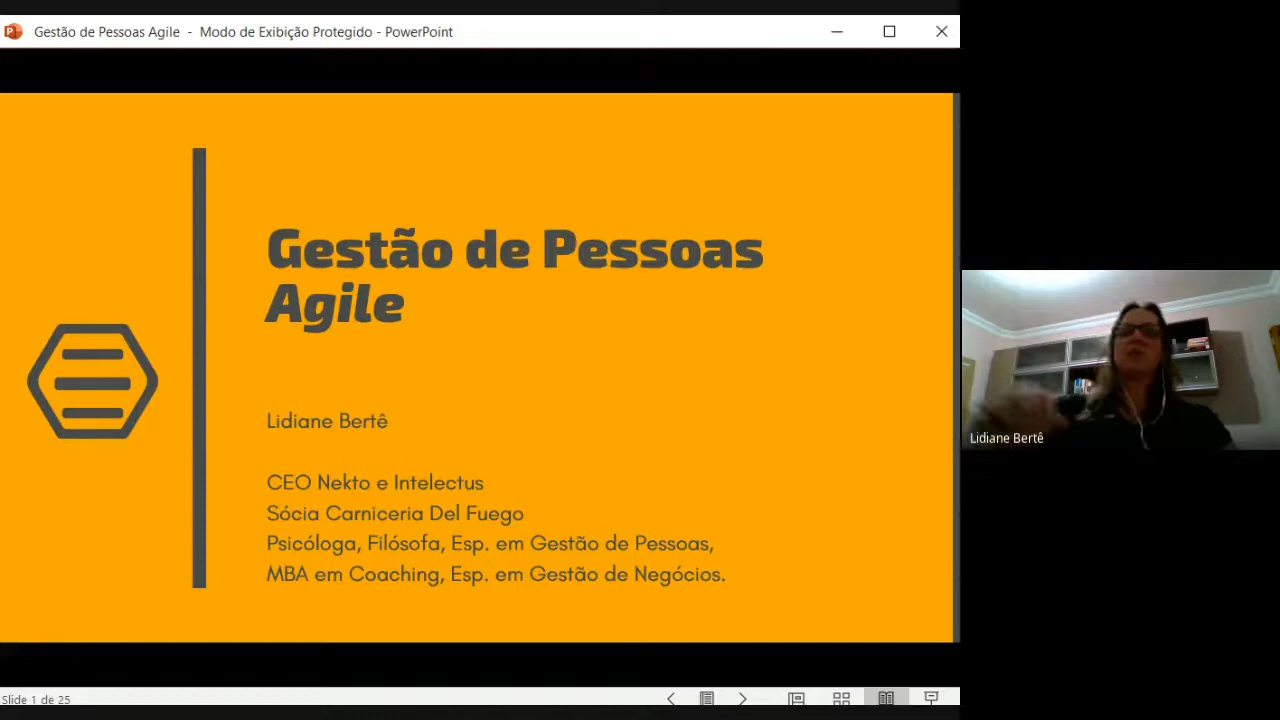 Gestão de Pessoas Agile - Modo de Exibição Protegido - PowerPoint
Gestão de Pessoas
Agile
Lidiane Bertê
CEO Nekto e Intelectus
Sócia Carniceria Del Fuego
Psicóloga, Filósofa, Esp. em Gestão de Pessoas,
MBA em Coaching, Esp. em Gestão de Negócios.
Lidiane Bertê
Slide 1 de 25